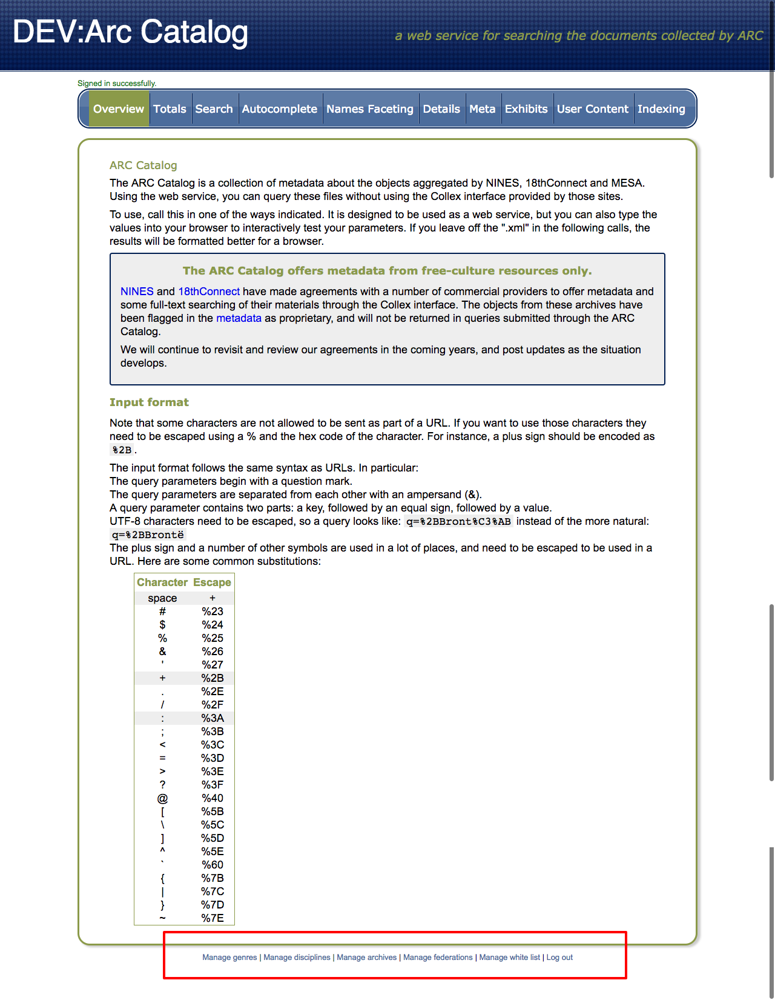 DEV:Arc Catalog
a web service for searching the documents collected by ARC
Signed in successfully.
Overview Totals Search Autocomplete Names Faceting Details Meta Exhibits User Content Indexing
ARC Catalog
The ARC Catalog is a collection of metadata about the objects aggregated by NINES, 18thConnect and MESA.
Using the web service, you can query these files without using the Collex interface provided by those sites.
To use, call this in one of the ways indicated. It is designed to be used as a web service, but you can also type the
values into your browser to interactively test your parameters. If you leave off the ".xml" in the following calls, the
results will be formatted better for a browser.
The ARC Catalog offers metadata from free-culture resources only.
NINES and 18thConnect have made agreements with a number of commercial providers to offer metadata and
some full-text searching of their materials through the Collex interface. The objects from these archives have
been flagged in the metadata as proprietary, and will not be returned in queries submitted through the ARC
Catalog.
We will continue to revisit and review our agreements in the coming years, and post updates as the situation
develops.
Input format
Note that some characters are not allowed to be sent as part of a URL. If you want to use those characters they
need to be escaped using a % and the hex code of the character. For instance, a plus sign should be encoded as
%2B.
The input format follows the same syntax as URLs. In particular:
The query parameters begin with a question mark.
The query parameters are separated from each other with an ampersand (&).
A query parameter contains two parts: a key, followed by an equal sign, followed by a value.
UTF-8 characters need to be escaped, so a query looks like: q=%2BBront%C3%AB instead of the more natural:
q=%2BBrontë
The plus sign and a number of other symbols are used in a lot of places, and need to be escaped to be used in a
URL. Here are some common substitutions:
Character Escape
space +
# %23
$ %24
% %25
& %26
' %27
+ %2B
. %2E
/ %2F
: %3A
; %3B
< %3C
= %3D
> %3E
? %3F
@ %40
[ %5B
\ %5C
] %5D
^ %5E
` %60
{ %7B
| %7C
} %7D
~ %7E
Manage genres | Manage disciplines | Manage archives | Manage federations | Manage white list | Log out